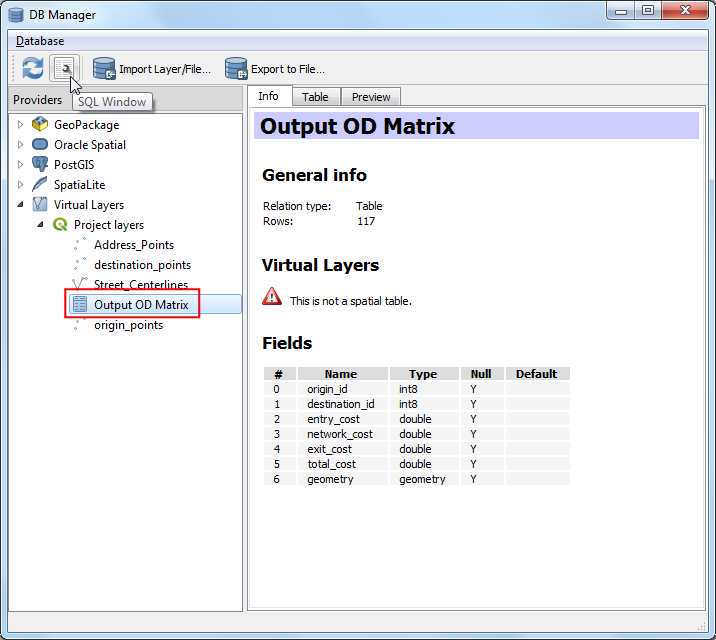 DB Manager
Database
Import Layer/File...
Export to File...
Providers
SQL Window
GeoPackage
Oracle Spatial
PostGIS
SpatiaLite
Virtual Layers
Project layers
Address_Points
destination_points
Street_Centerlines
Output OD Matrix
origin_points
Info Table Preview
Output OD Matrix
General info
Relation type: Table
Rows: 117
Virtual Layers
This is not a spatial table.
Fields
# Name Type Null Default
0 origin_id int8 Y
1 destination_id int8 Y
2 entry_cost double Y
3 network_cost double Y
4 exit_cost double Y
5 total_cost double Y
6 geometry geometry Y